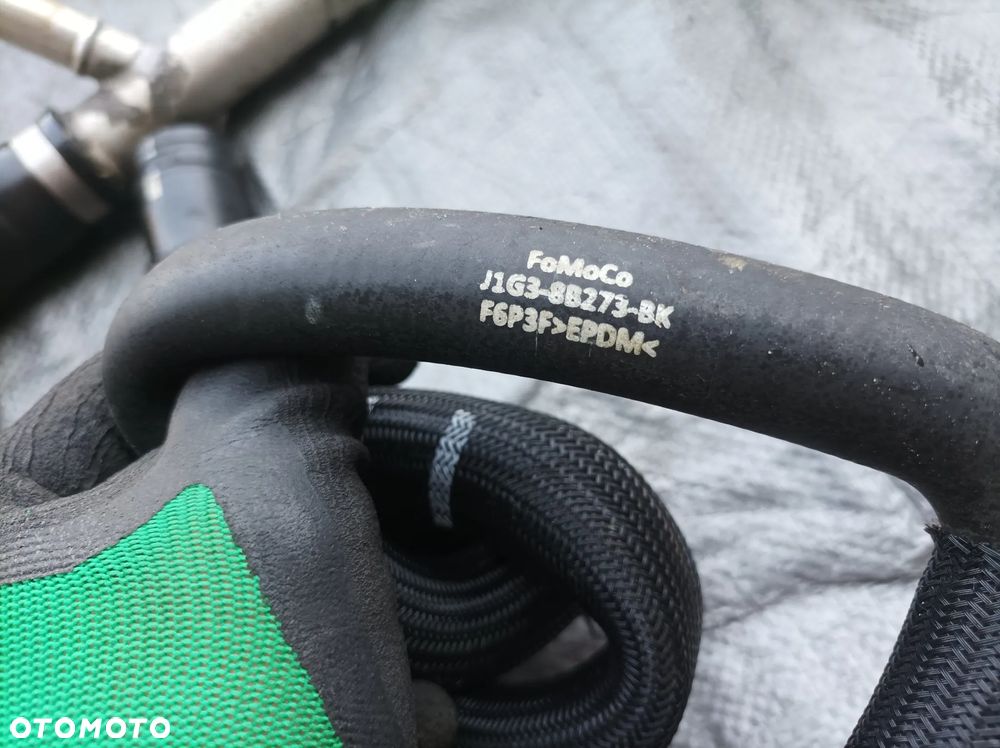 FoMoCo
J1G3-8B273-BK
F6P3F>EPDM<
OTOMOTO